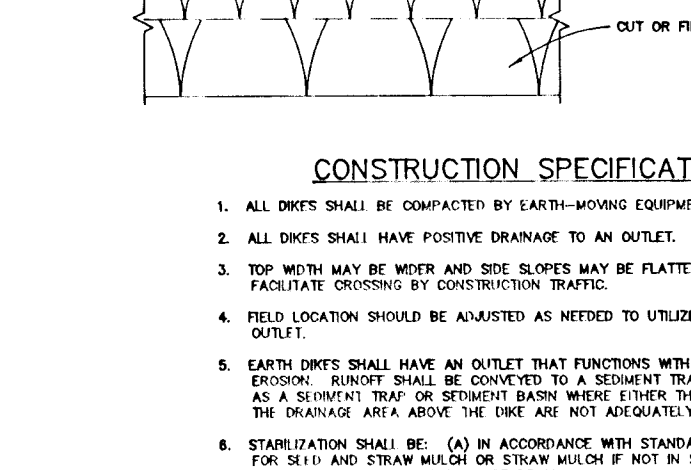 CUT OR FI
CONSTRUCTION SPECIFICAT
1. ALL DIKES SHALL BE COMPACTED BY EARTH-MOVING EQUIPME
2. ALL DIKES SHALL HAVE POSITIVE DRAINAGE TO AN OUTLET.
3. TOP WIDTH MAY BE WIDER AND SIDE SLOPES MAY BE FLATTE
FACILITATE CROSSING BY CONSTRUCTION TRAFFIC.
4. FIELD LOCATION SHOULD BE ADJUSTED AS NEEDED TO UTILIZE
OUTLET.
5. EARTH DIKES SHALL HAVE AN OUTLET THAT FUNCTIONS WITH
EROSION. RUNOFF SHALL BE CONVEYED TO A SEDIMENT TRA
AS A SEDIMENT TRAP OR SEDIMENT BASIN WHERE EITHER TH
THE DRAINAGE AREA ABOVE THE DIKE ARE NOT ADEQUATELY
6. STABILIZATION SHALL BE: (A) IN ACCORDANCE WITH STANDA
FOR SEED AND STRAW MULCH OR STRAW MULCH IF NOT IN S